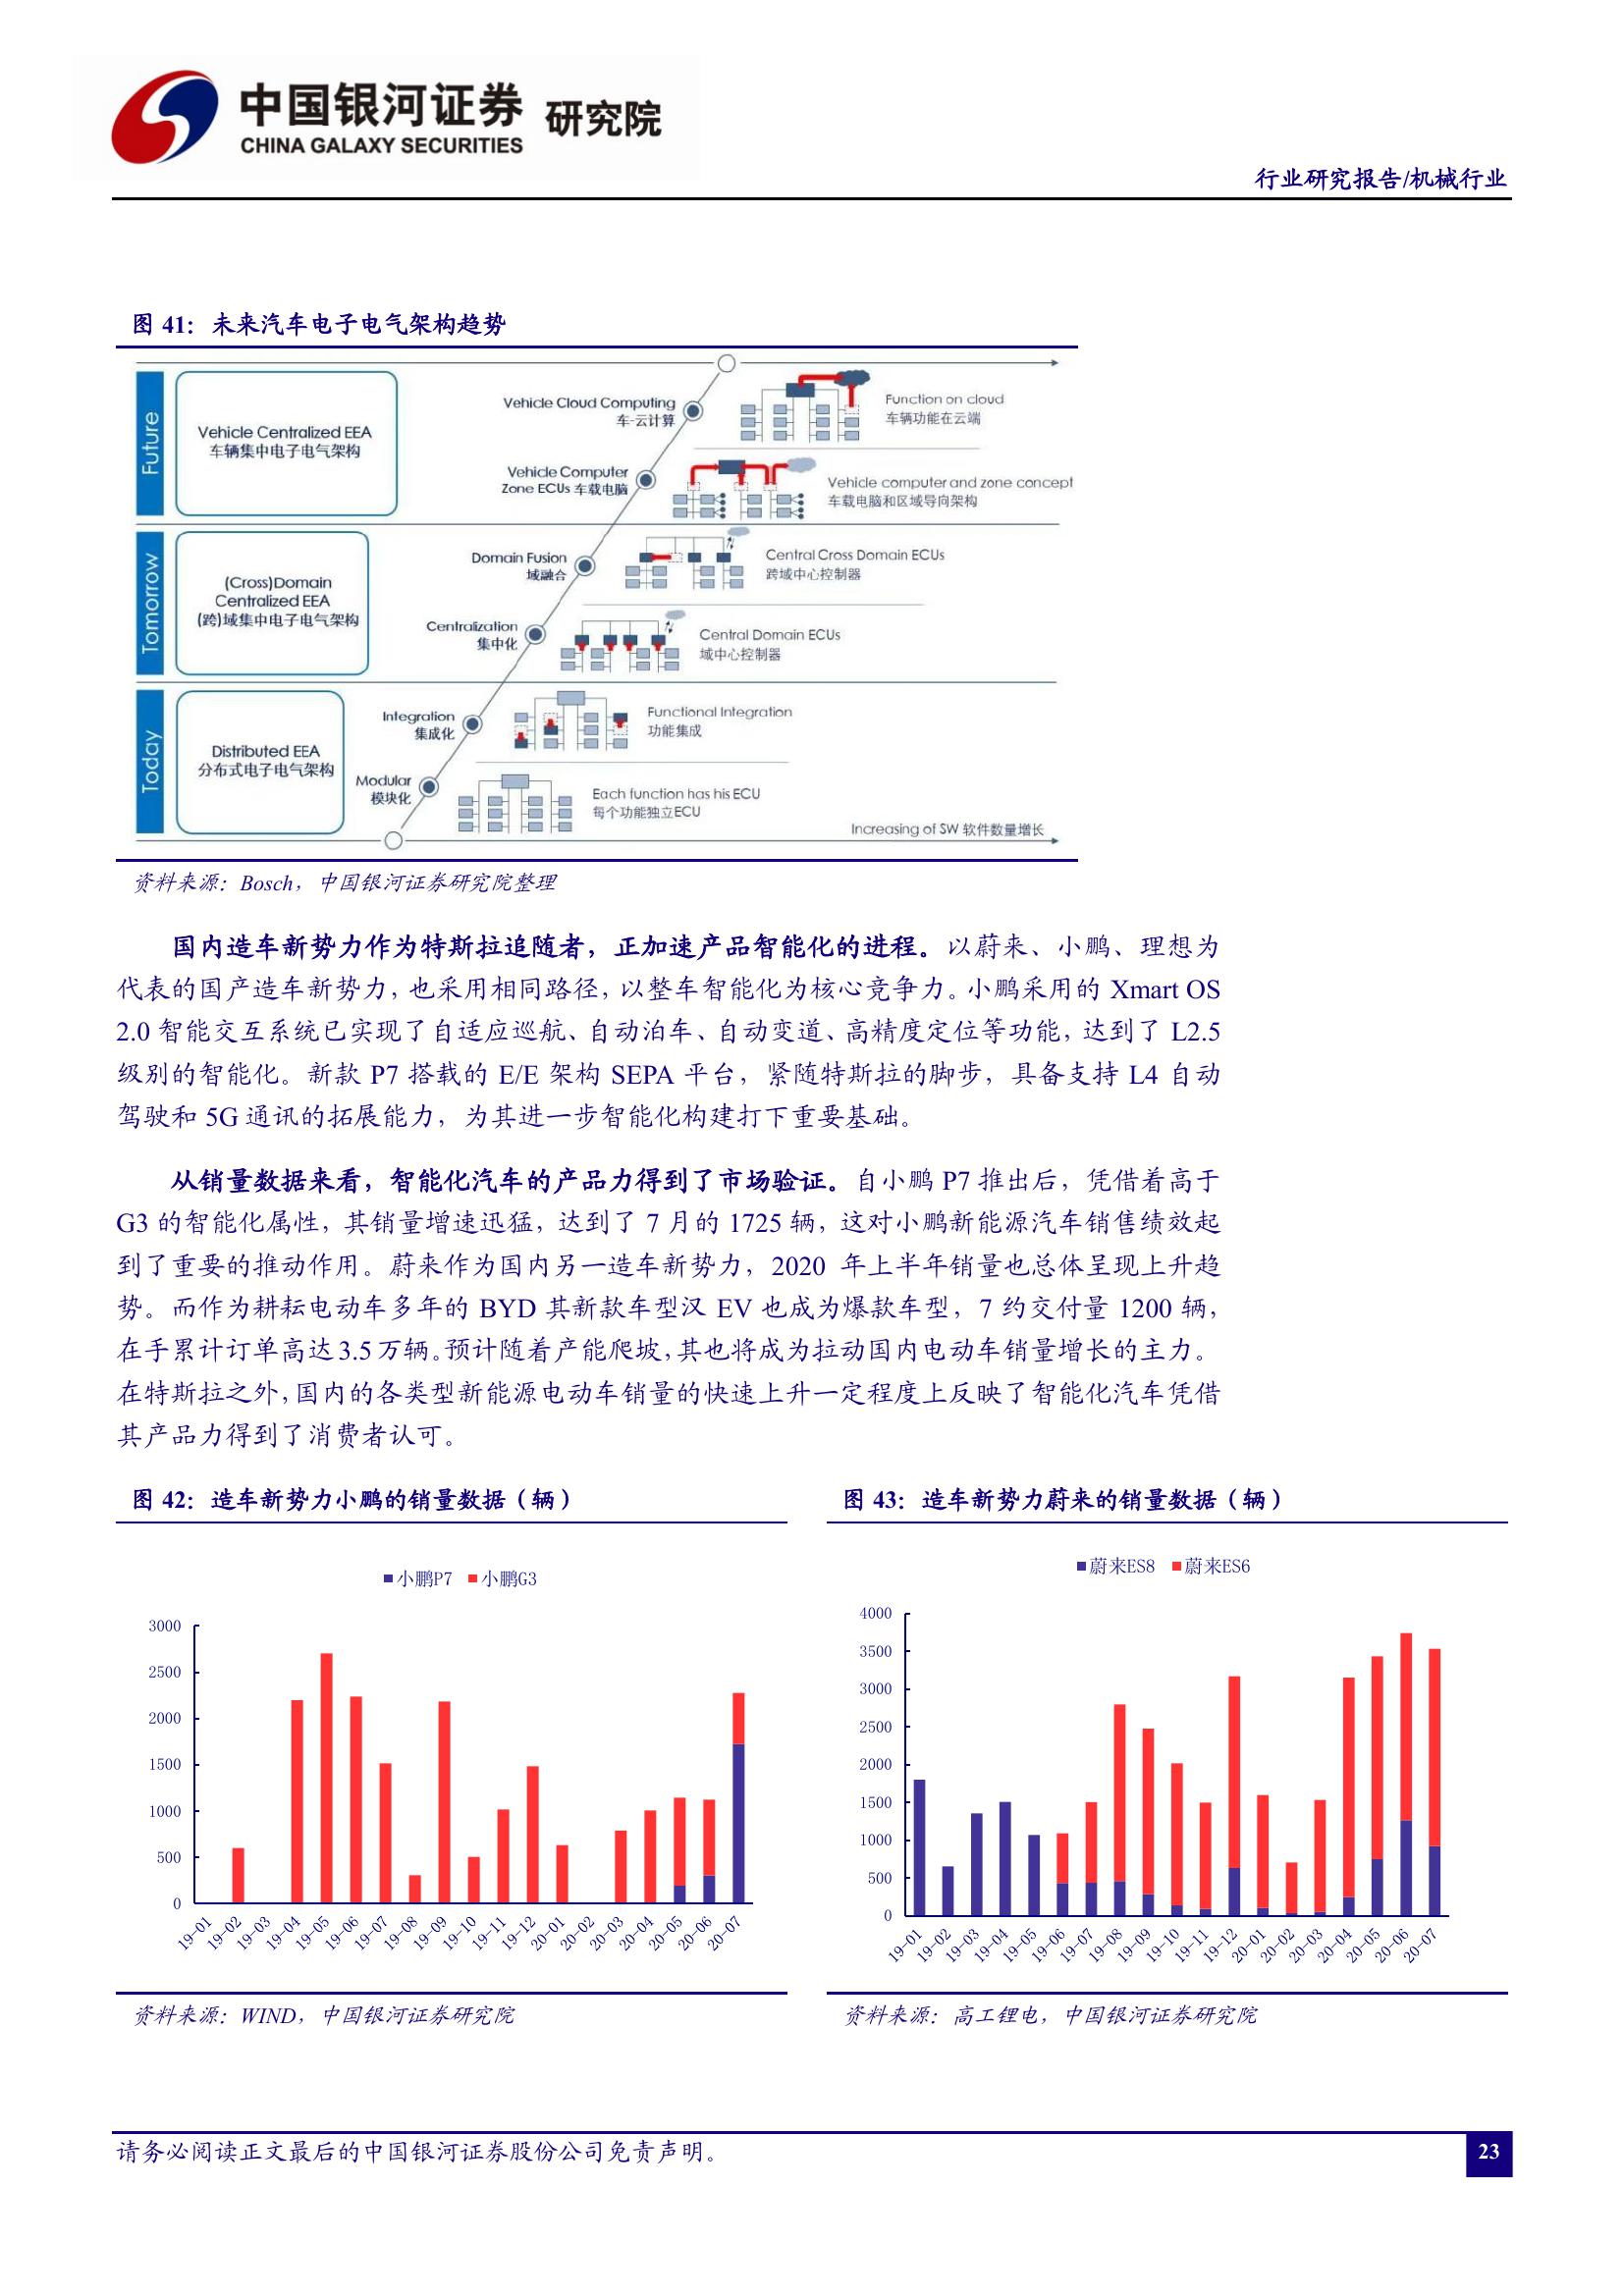 中国银河证券 研究院
CHINA GALAXY SECURITIES
行业研究报告/机械行业
图 41：未来汽车电子电气架构趋势
Future
Vehicle Centralized EEA
车辆集中电子电气架构
Vehicle Cloud Computing
车-云计算
Function on cloud
车辆功能在云端
Vehicle Computer
Zone ECUs 车载电脑
Vehicle computer and zone concept
车载电脑和区域导向架构
Tomorrow
(Cross)Domain
Centralized EEA
(跨)域集中电子电气架构
Domain Fusion
域融合
Central Cross Domain ECUs
跨域中心控制器
Centralization
集中化
Central Domain ECUs
域中心控制器
Today
Distributed EEA
分布式电子电气架构
Integration
集成化
Functional Integration
功能集成
Modular
模块化
Each function has his ECU
每个功能独立ECU
Increasing of SW 软件数量增长
资料来源：Bosch，中国银河证券研究院整理
国内造车新势力作为特斯拉追随者，正加速产品智能化的进程。以蔚来、小鹏、理想为
代表的国产造车新势力，也采用相同路径，以整车智能化为核心竞争力。小鹏采用的 Xmart OS
2.0 智能交互系统已实现了自适应巡航、自动泊车、自动变道、高精度定位等功能，达到了 L2.5
级别的智能化。新款 P7 搭载的 E/E 架构 SEPA 平台，紧随特斯拉的脚步，具备支持 L4 自动
驾驶和 5G 通讯的拓展能力，为其进一步智能化构建打下重要基础。
从销量数据来看，智能化汽车的产品力得到了市场验证。自小鹏 P7 推出后，凭借着高于
G3 的智能化属性，其销量增速迅猛，达到了 7 月的 1725 辆，这对小鹏新能源汽车销售绩效起
到了重要的推动作用。蔚来作为国内另一造车新势力，2020 年上半年销量也总体呈现上升趋
势。而作为耕耘电动车多年的 BYD 其新款车型汉 EV 也成为爆款车型，7 约交付量 1200 辆，
在手累计订单高达 3.5 万辆。预计随着产能爬坡，其也将成为拉动国内电动车销量增长的主力。
在特斯拉之外，国内的各类型新能源电动车销量的快速上升一定程度上反映了智能化汽车凭借
其产品力得到了消费者认可。
图 42：造车新势力小鹏的销量数据（辆）
小鹏P7 小鹏G3
3000
2500
2000
1500
1000
500
0
19-01 19-02 19-03 19-04 19-05 19-06 19-07 19-08 19-09 19-10 19-11 19-12 20-01 20-02 20-03 20-04 20-05 20-06 20-07
资料来源：WIND，中国银河证券研究院
图 43：造车新势力蔚来的销量数据（辆）
蔚来ES8 蔚来ES6
4000
3500
3000
2500
2000
1500
1000
500
0
19-01 19-02 19-03 19-04 19-05 19-06 19-07 19-08 19-09 19-10 19-11 19-12 20-01 20-02 20-03 20-04 20-05 20-06 20-07
资料来源：高工锂电，中国银河证券研究院
请务必阅读正文最后的中国银河证券股份公司免责声明。
23